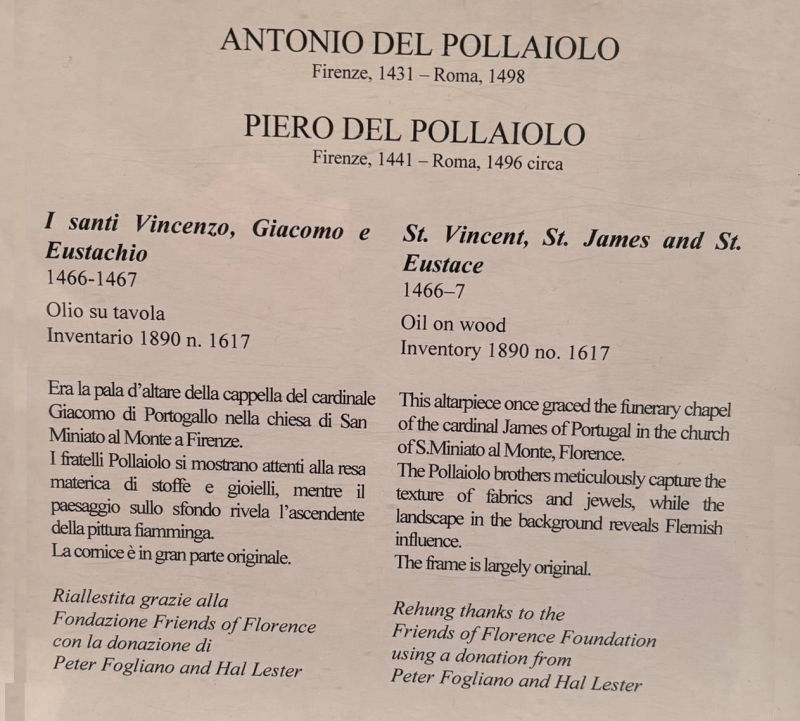 ANTONIO DEL POLLAIOLO
Firenze, 1431 – Roma, 1498
PIERO DEL POLLAIOLO
Firenze, 1441 – Roma, 1496 circa
I santi Vincenzo, Giacomo e
Eustachio
1466-1467
Olio su tavola
Inventario 1890 n. 1617
Era la pala d’altare della cappella del cardinale
Giacomo di Portogallo nella chiesa di San
Miniato al Monte a Firenze.
I fratelli Pollaiolo si mostrano attenti alla resa
materica di stoffe e gioielli, mentre il
paesaggio sullo sfondo rivela l’ascendente
della pittura fiamminga.
La cornice è in gran parte originale.
Riallestita grazie alla
Fondazione Friends of Florence
con la donazione di
Peter Fogliano and Hal Lester
St. Vincent, St. James and St.
Eustace
1466–7
Oil on wood
Inventory 1890 no. 1617
This altarpiece once graced the funerary chapel
of the cardinal James of Portugal in the church
of S.Miniato al Monte, Florence.
The Pollaiolo brothers meticulously capture the
texture of fabrics and jewels, while the
landscape in the background reveals Flemish
influence.
The frame is largely original.
Rehung thanks to the
Friends of Florence Foundation
using a donation from
Peter Fogliano and Hal Lester